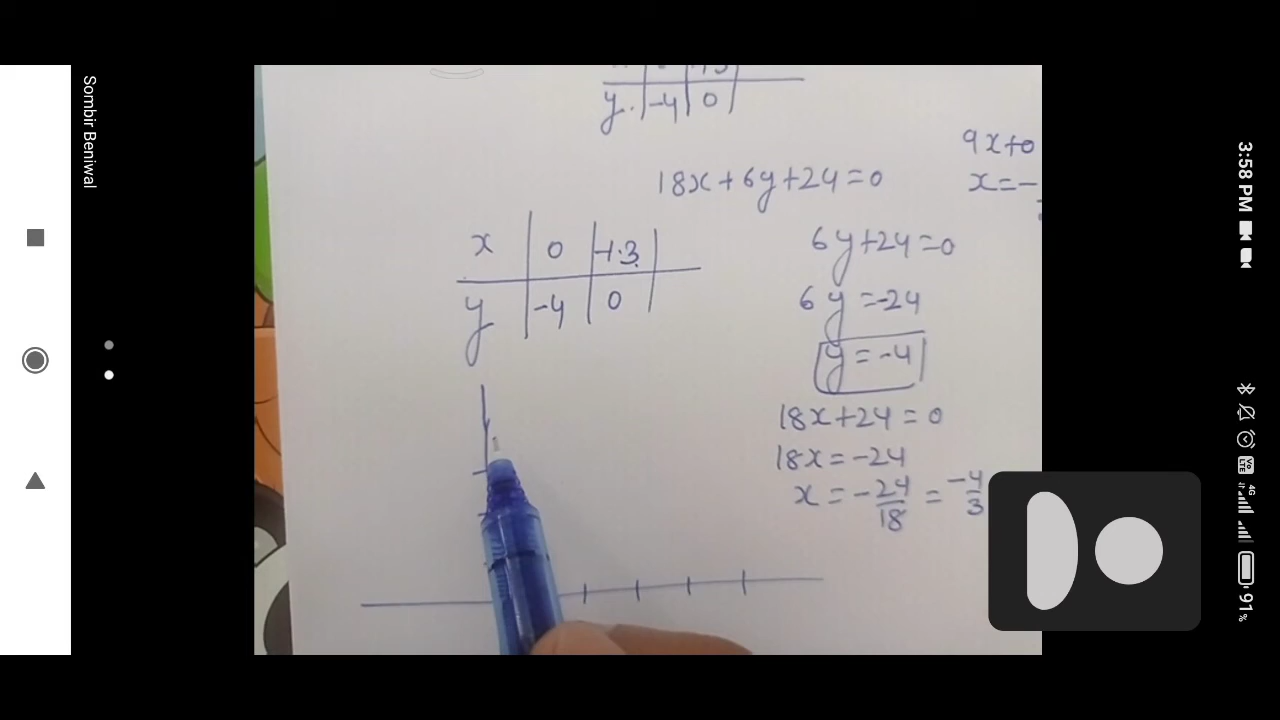 y. -4 0
9x+0
x=-
18x+6y+24=0
x 0 -1.3
y -4 0
6y+24=0
6y=-24
y=-4
18x+24=0
18x=-24
x=-24/18=-4/3
Sombir Beniwal
3:58 PM
4G
91%